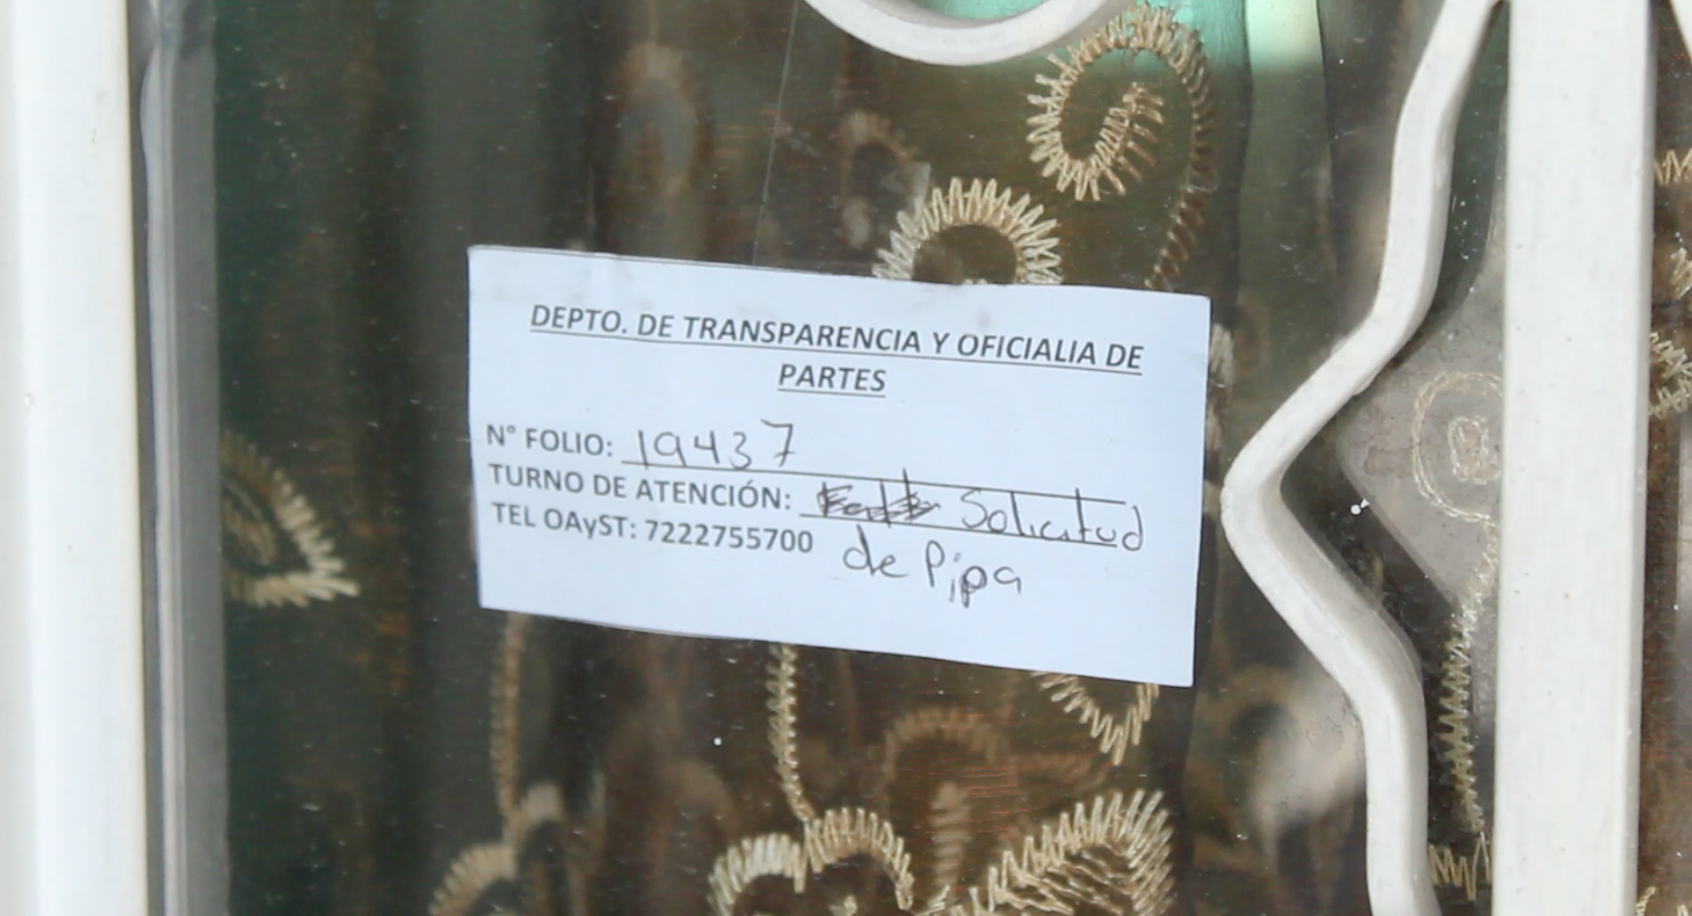 DEPTO. DE TRANSPARENCIA Y OFICIALIA DE
PARTES
N° FOLIO: 19437
TURNO DE ATENCIÓN: Solicitud
TEL OAyST: 7222755700 de Pipa